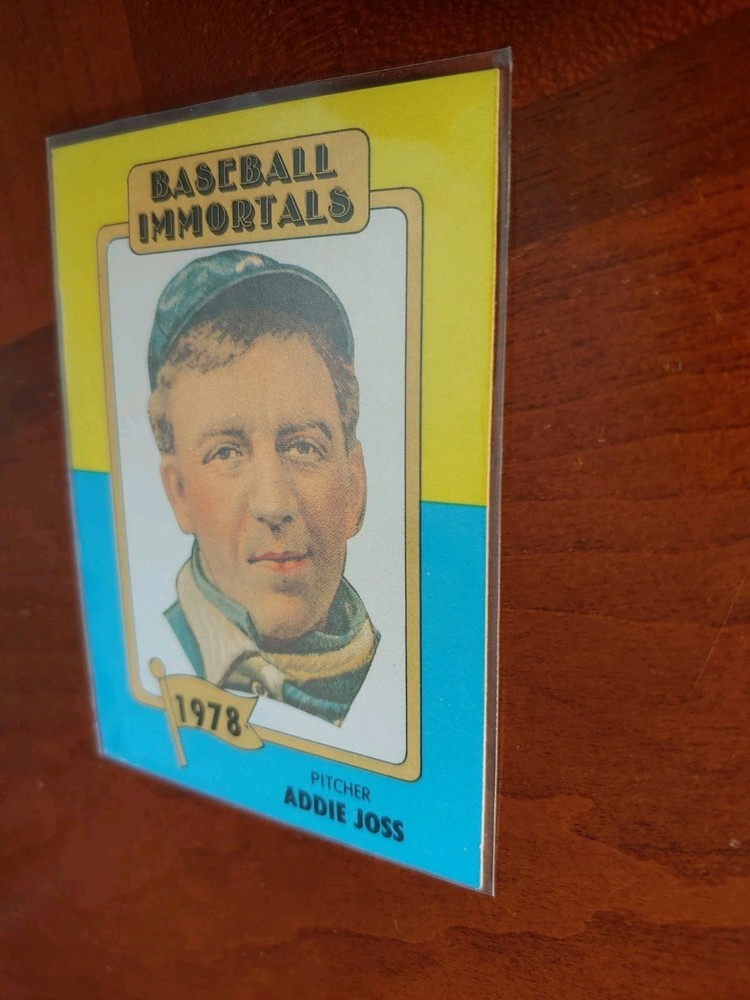 BASEBALL
IMMORTALS
1978
PITCHER
ADDIE JOSS